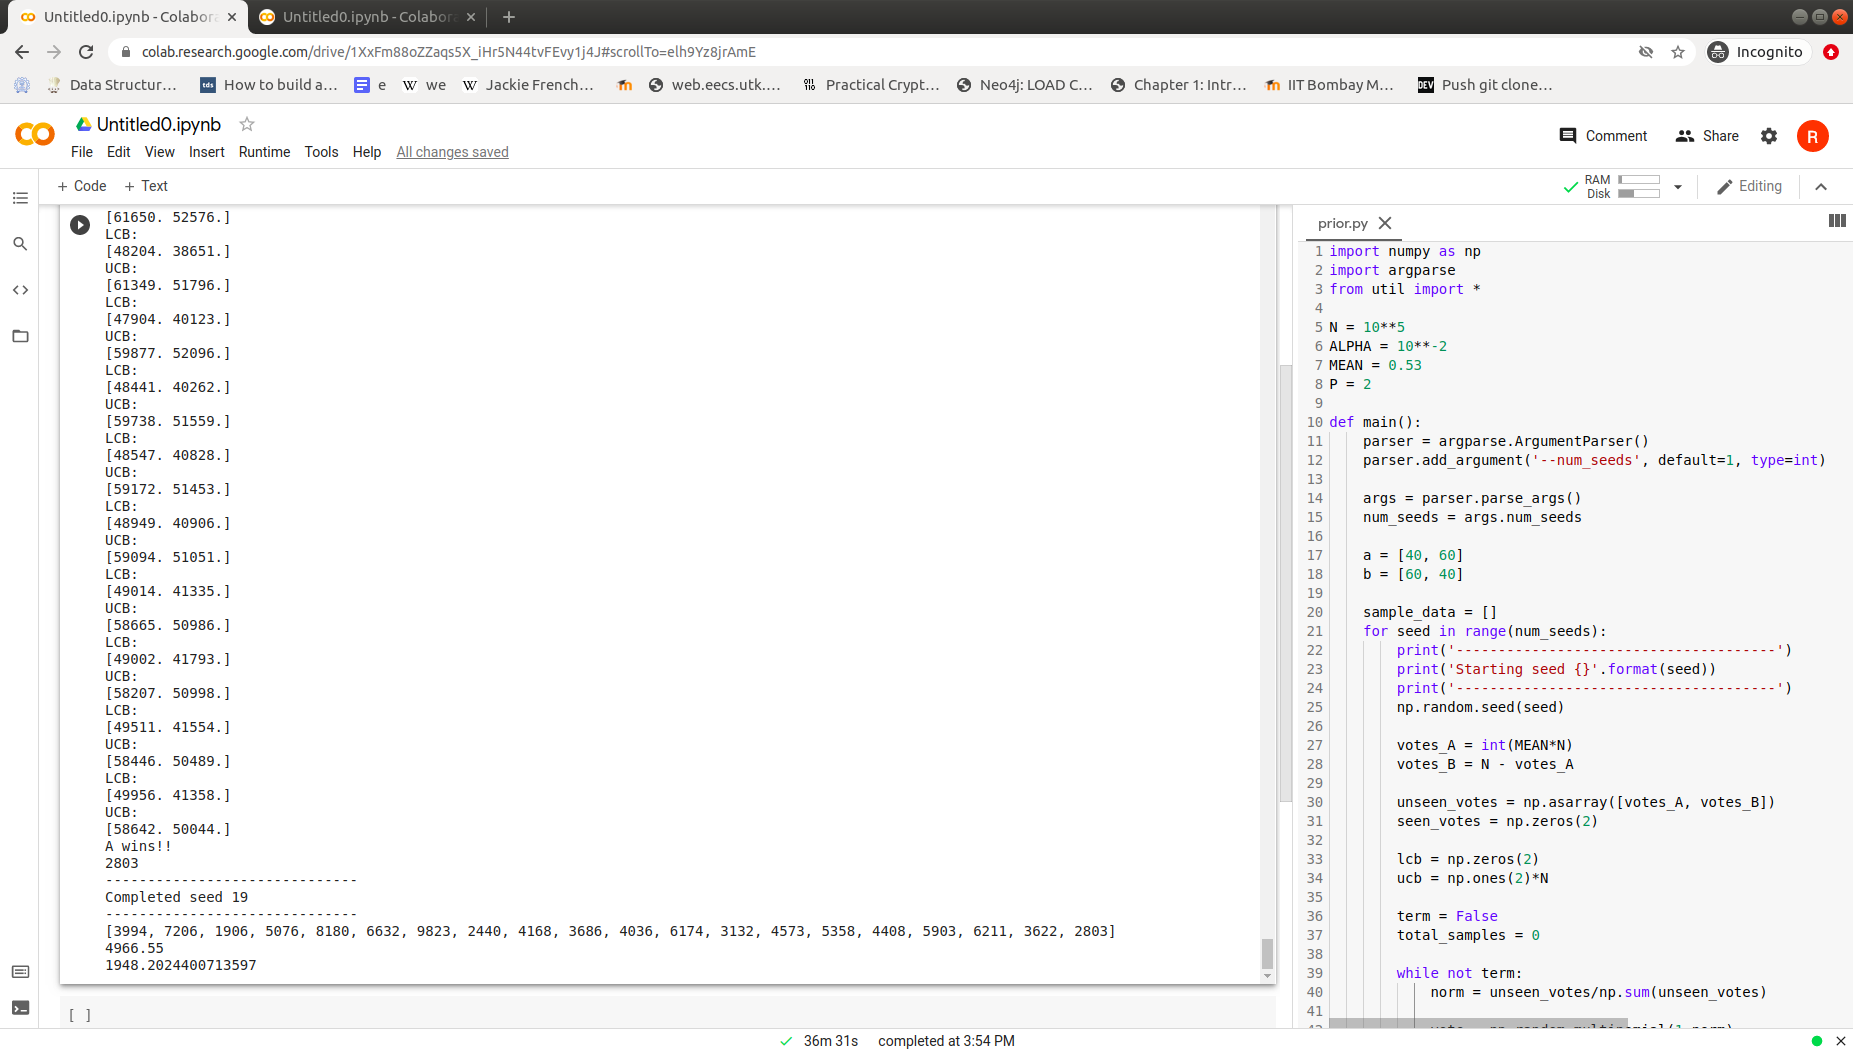 Untitled0.ipynb - Colabora
Untitled0.ipynb - Colabor
colab.research.google.com/drive/1XxFm88oZZaqs5X_iHr5N44tvFEvy1j4J#scrollTo=elh9Yz8jrAmE
Incognito
Data Structur...
tds How to build a...
e
W we
W Jackie French...
web.eecs.utk....
Practical Crypt...
Neo4j: LOAD C...
Chapter 1: Intr...
IIT Bombay M...
DEV Push git clone...
Untitled0.ipynb
Comment
Share
R
File Edit View Insert Runtime Tools Help All changes saved
+ Code + Text
RAM
Disk
Editing
[61650. 52576.]
LCB:
[48204. 38651.]
UCB:
[61349. 51796.]
LCB:
[47904. 40123.]
UCB:
[59877. 52096.]
LCB:
[48441. 40262.]
UCB:
[59738. 51559.]
LCB:
[48547. 40828.]
UCB:
[59172. 51453.]
LCB:
[48949. 40906.]
UCB:
[59094. 51051.]
LCB:
[49014. 41335.]
UCB:
[58665. 50986.]
LCB:
[49002. 41793.]
UCB:
[58207. 50998.]
LCB:
[49511. 41554.]
UCB:
[58446. 50489.]
LCB:
[49956. 41358.]
UCB:
[58642. 50044.]
A wins!!
2803
------------------------------
Completed seed 19
------------------------------
[3994, 7206, 1906, 5076, 8180, 6632, 9823, 2440, 4168, 3686, 4036, 6174, 3132, 4573, 5358, 4408, 5903, 6211, 3622, 2803]
4966.55
1948.2024400713597
[ ]
prior.py
1 import numpy as np
2 import argparse
3 from util import *
4
5 N = 10**5
6 ALPHA = 10**-2
7 MEAN = 0.53
8 P = 2
9
10 def main():
11 parser = argparse.ArgumentParser()
12 parser.add_argument('--num_seeds', default=1, type=int)
13
14 args = parser.parse_args()
15 num_seeds = args.num_seeds
16
17 a = [40, 60]
18 b = [60, 40]
19
20 sample_data = []
21 for seed in range(num_seeds):
22 print('--------------------------------------')
23 print('Starting seed {}'.format(seed))
24 print('--------------------------------------')
25 np.random.seed(seed)
26
27 votes_A = int(MEAN*N)
28 votes_B = N - votes_A
29
30 unseen_votes = np.asarray([votes_A, votes_B])
31 seen_votes = np.zeros(2)
32
33 lcb = np.zeros(2)
34 ucb = np.ones(2)*N
35
36 term = False
37 total_samples = 0
38
39 while not term:
40 norm = unseen_votes/np.sum(unseen_votes)
41
36m 31s completed at 3:54 PM